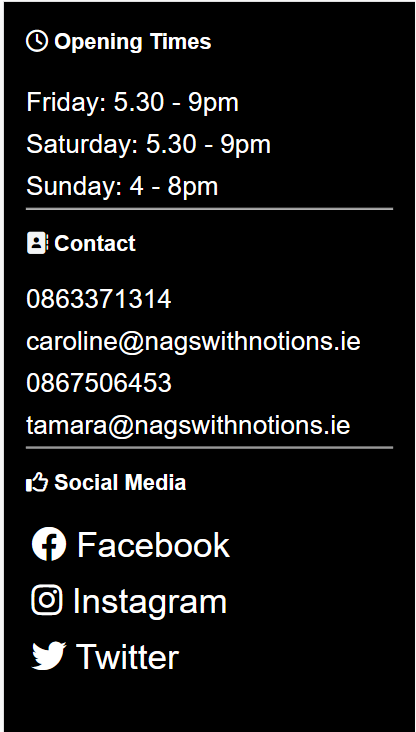 Opening Times
Friday: 5.30 - 9pm
Saturday: 5.30 - 9pm
Sunday: 4 - 8pm
Contact
0863371314
caroline@nagswithnotions.ie
0867506453
tamara@nagswithnotions.ie
Social Media
Facebook
Instagram
Twitter